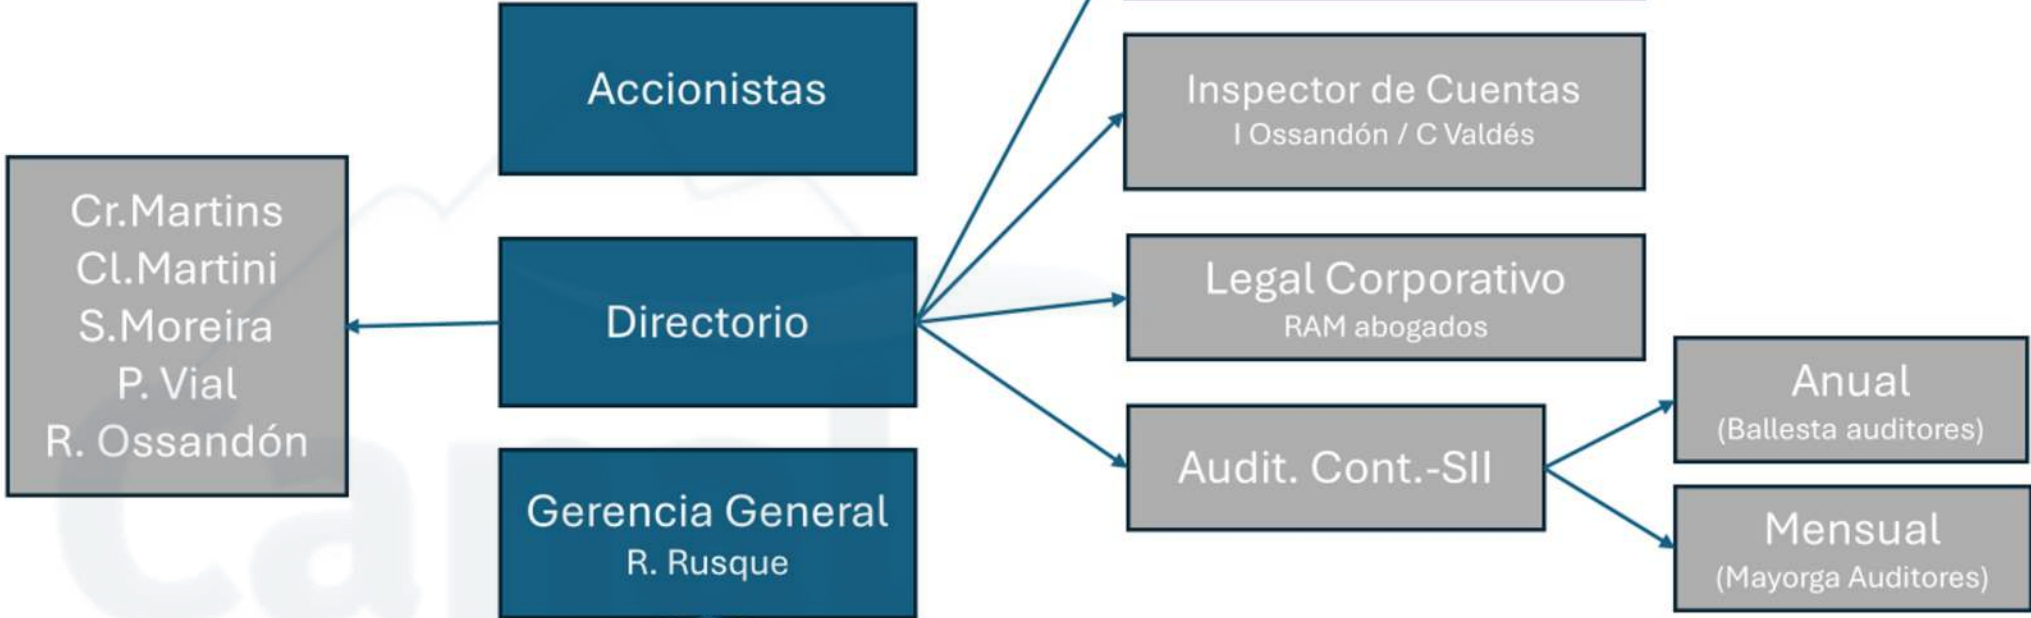 Accionistas
Inspector de Cuentas
I Ossandón / C Valdés
Cr.Martins
Cl.Martini
S.Moreira
P. Vial
R. Ossandón
Directorio
Legal Corporativo
RAM abogados
Audit. Cont.-SII
Anual
(Ballesta auditores)
Mensual
(Mayorga Auditores)
Gerencia General
R. Rusque